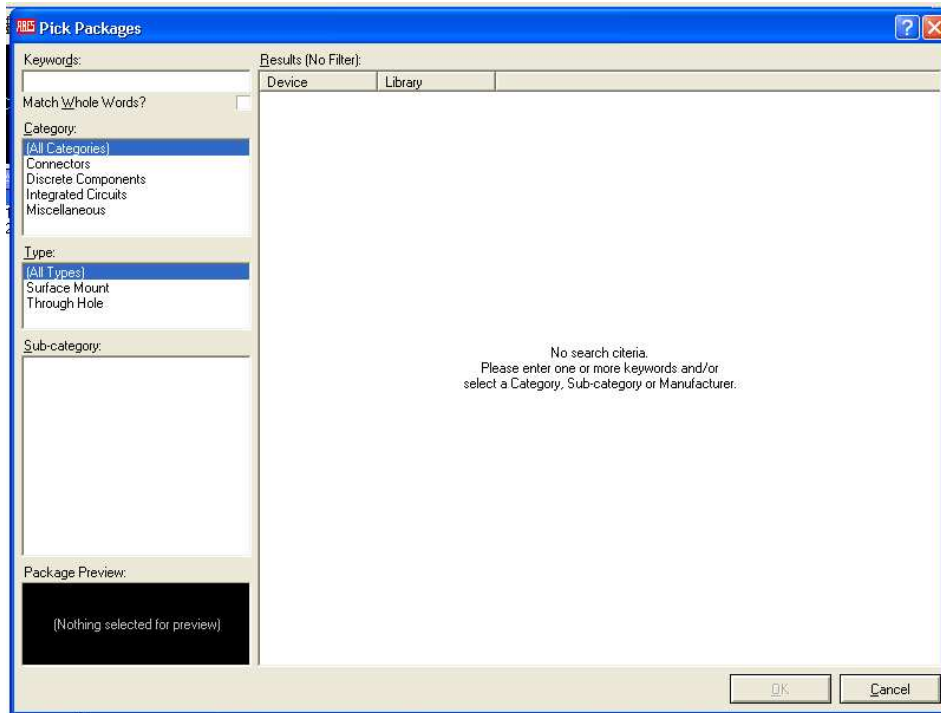 ARES Pick Packages
Keywords:
Match Whole Words?
Category:
(All Categories)
Connectors
Discrete Components
Integrated Circuits
Miscellaneous
Type:
(All Types)
Surface Mount
Through Hole
Sub-category:
Package Preview:
(Nothing selected for preview)
Results (No Filter):
Device Library
No search citeria.
Please enter one or more keywords and/or
select a Category, Sub-category or Manufacturer.
OK Cancel